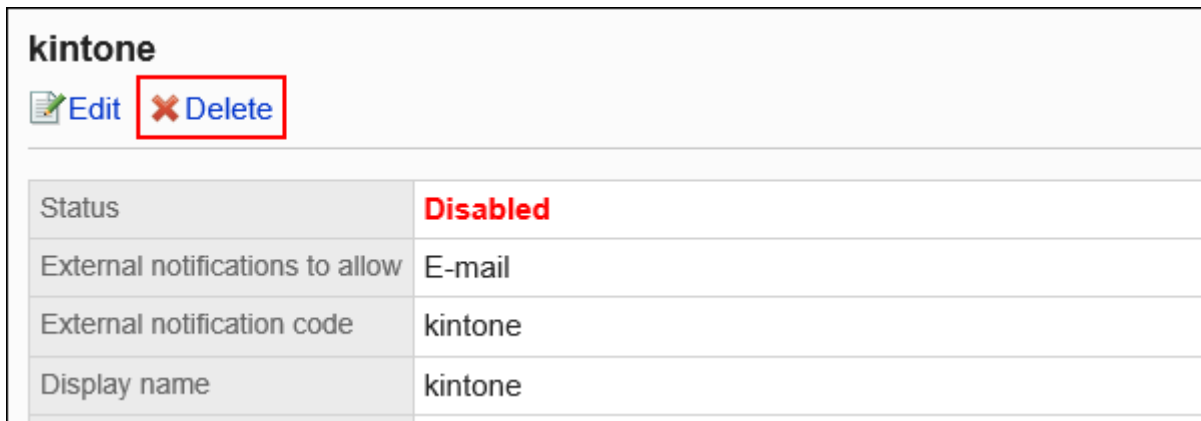 kintone
Edit Delete
Status Disabled
External notifications to allow E-mail
External notification code kintone
Display name kintone